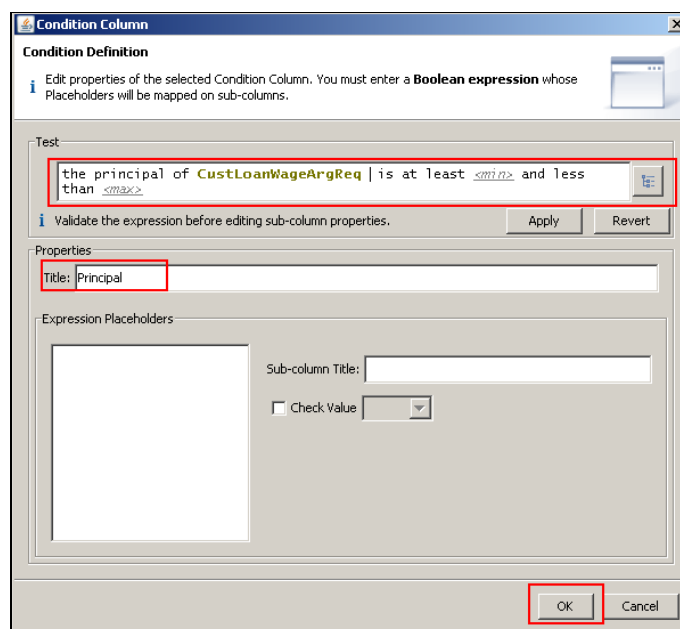 Condition Column
Condition Definition
i Edit properties of the selected Condition Column. You must enter a Boolean expression whose
Placeholders will be mapped on sub-columns.
Test
the principal of CustLoanWageArgReq is at least <min> and less
than <max>
i Validate the expression before editing sub-column properties.
Apply
Revert
Properties
Title: Principal
Expression Placeholders
Sub-column Title:
Check Value
OK
Cancel